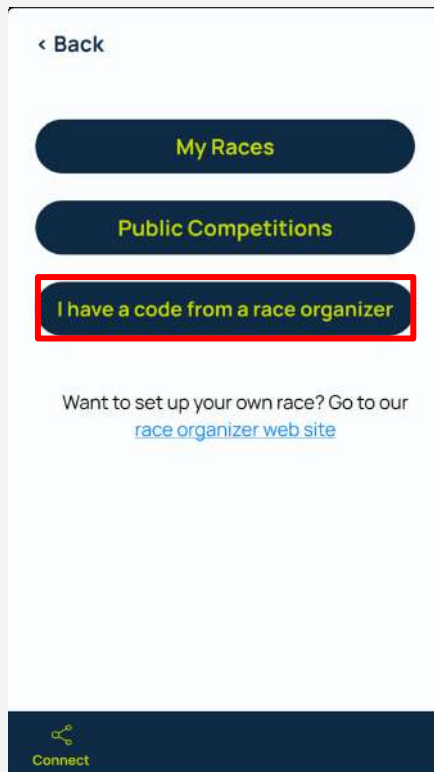 < Back
My Races
Public Competitions
I have a code from a race organizer
Want to set up your own race? Go to our
race organizer web site
Connect